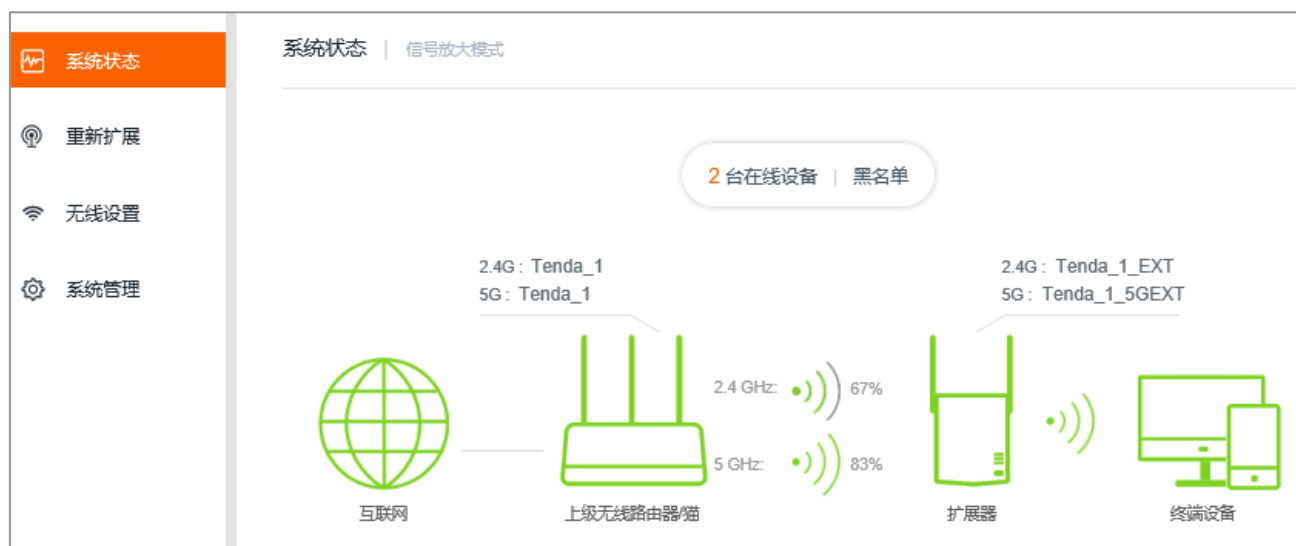 系统状态
重新扩展
无线设置
系统管理
系统状态 | 信号放大模式
2 台在线设备 | 黑名单
2.4G : Tenda_1
5G : Tenda_1
2.4G : Tenda_1_EXT
5G : Tenda_1_5GEXT
2.4 GHz: 67%
5 GHz: 83%
互联网
上级无线路由器/猫
扩展器
终端设备